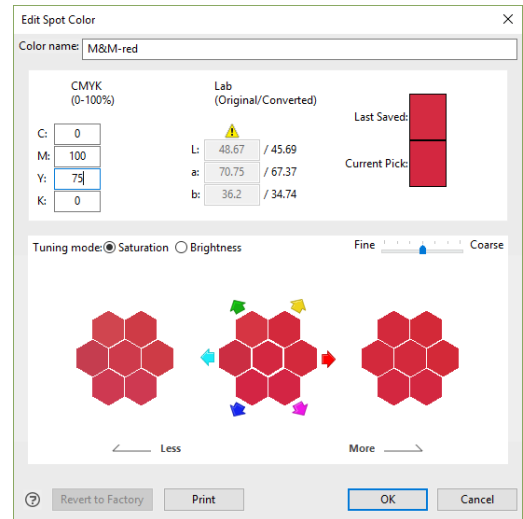 Edit Spot Color
Color name: M&M-red
CMYK
(0-100%)
Lab
(Original/Converted)
Last Saved:
C: 0
M: 100
L: 48.67 / 45.69
Y: 75
a: 70.75 / 67.37
Current Pick:
K: 0
b: 36.2 / 34.74
Tuning mode: Saturation Brightness
Fine Coarse
Less
More
? Revert to Factory Print OK Cancel